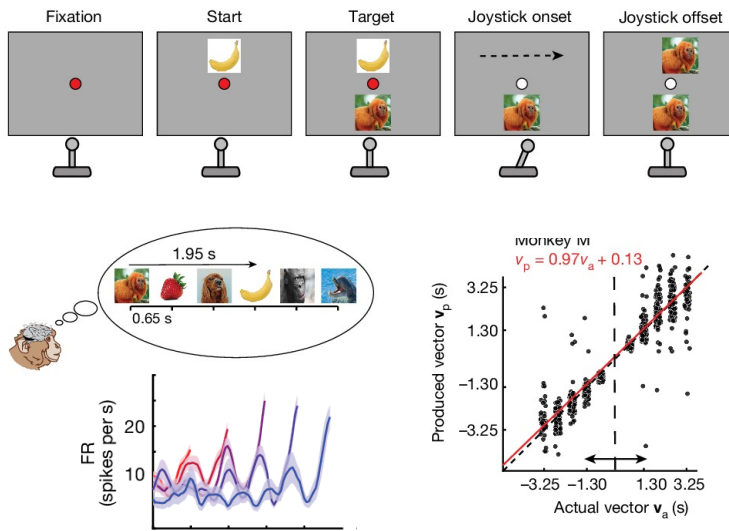 Fixation
Start
Target
Joystick onset
Joystick offset
1.95 s
0.65 s
FR
(spikes per s)
20
10
Monkey M
vp = 0.97va + 0.13
Produced vector vp (s)
3.25
1.30
−1.30
−3.25
−3.25 −1.30 1.30 3.25
Actual vector va (s)